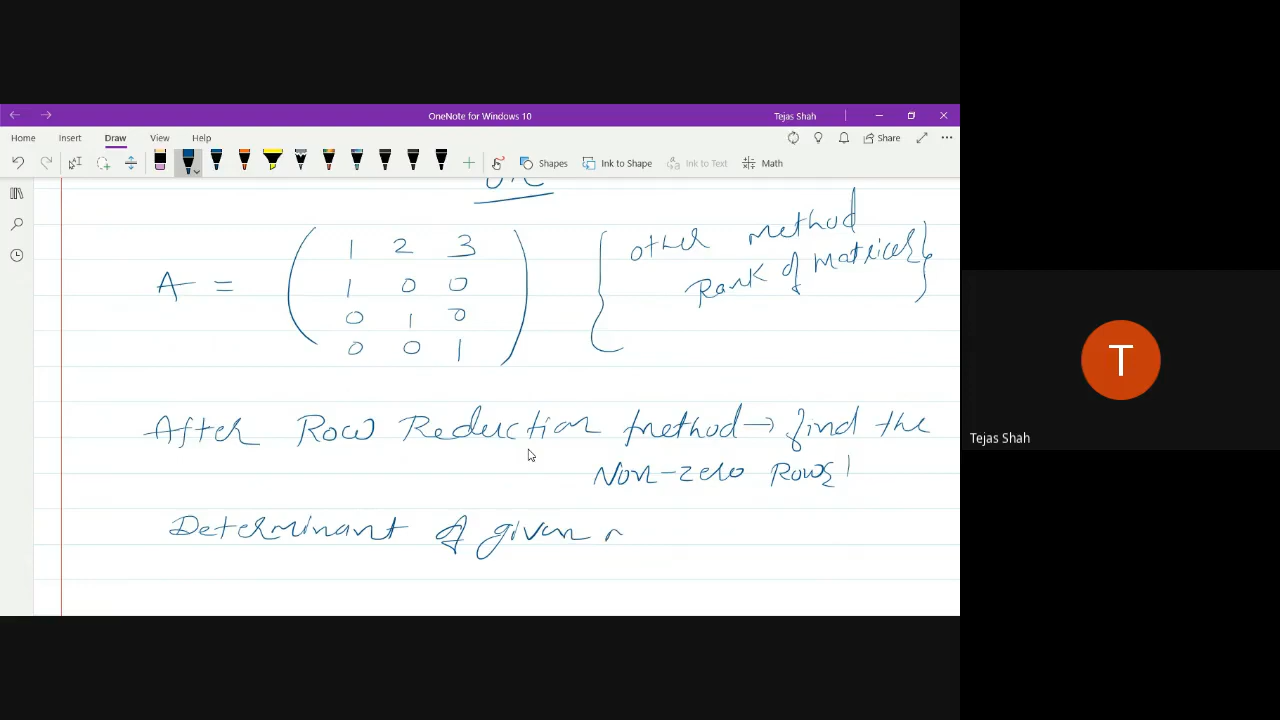 OneNote for Windows 10
Tejas Shah
Home Insert Draw View Help
Share
Shapes Ink to Shape Ink to Text Math
A = ( 1 2 3
1 0 0
0 1 0
0 0 1 )
{ other method
Rank of matrices }
After Row Reduction method → find the
Non-zero Rows
Determinant of given
T
Tejas Shah